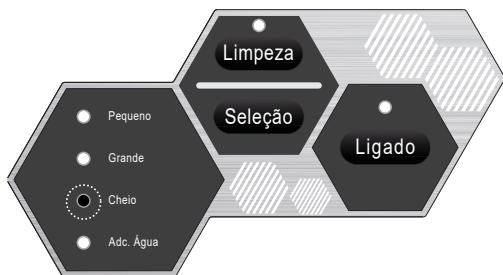 Limpeza
Seleção
Ligado
Pequeno
Grande
Cheio
Adc. Água